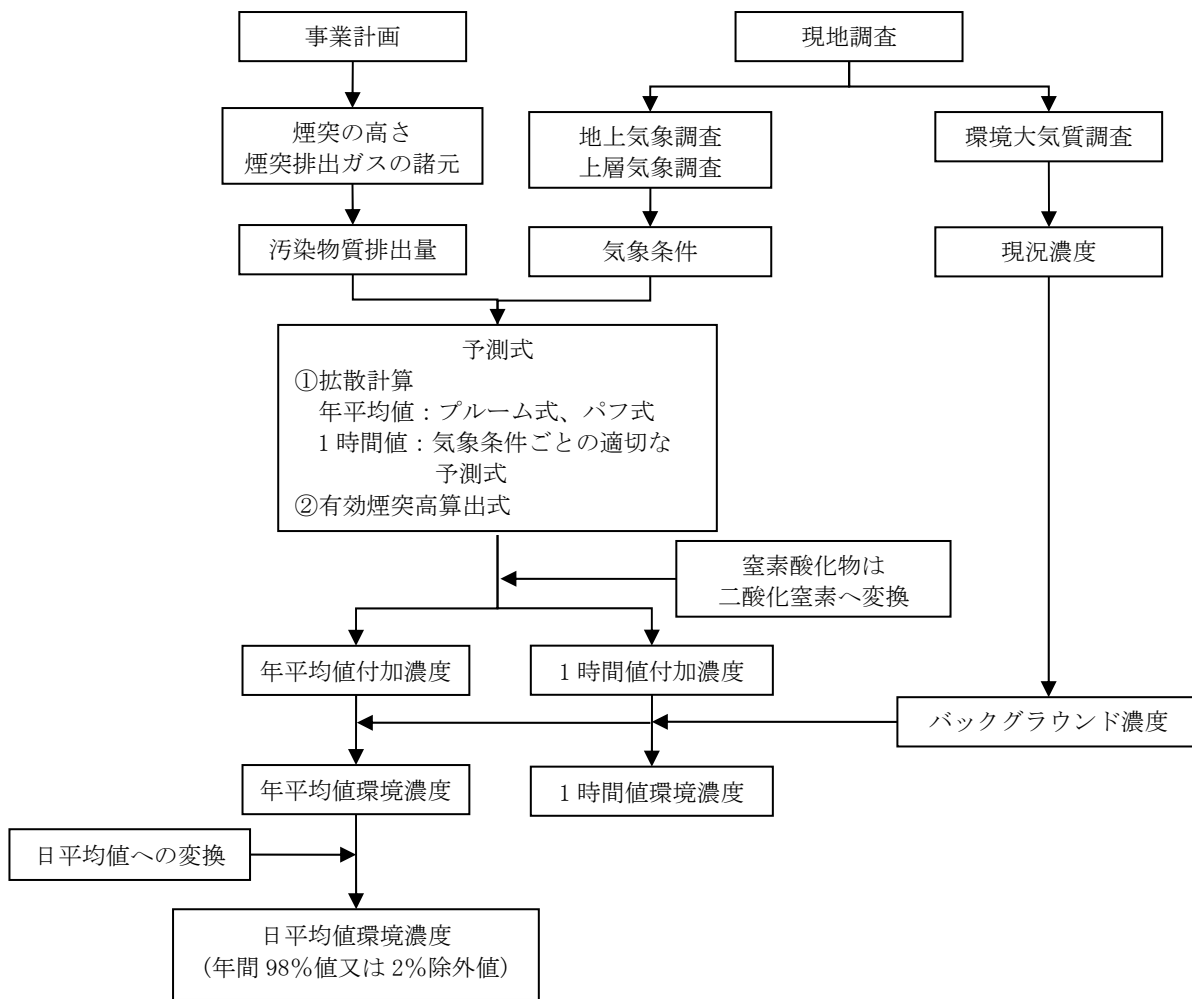 事業計画
現地調査
煙突の高さ
煙突排出ガスの諸元
地上気象調査
上層気象調査
環境大気質調査
汚染物質排出量
気象条件
現況濃度
予測式
①拡散計算
年平均値：プルーム式、パフ式
1時間値：気象条件ごとの適切な
予測式
②有効煙突高算出式
窒素酸化物は
二酸化窒素へ変換
年平均値付加濃度
1時間値付加濃度
バックグラウンド濃度
年平均値環境濃度
1時間値環境濃度
日平均値への変換
日平均値環境濃度
（年間98％値又は2％除外値）